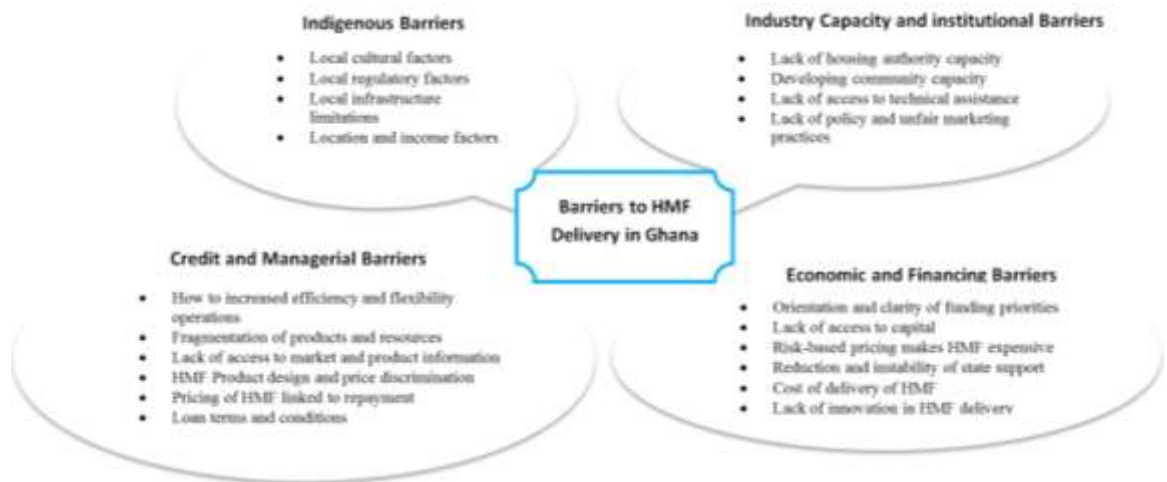 Indigenous Barriers
• Local cultural factors
• Local regulatory factors
• Local infrastructure
limitations
• Location and income factors
Industry Capacity and institutional Barriers
• Lack of housing authority capacity
• Developing community capacity
• Lack of access to technical assistance
• Lack of policy and unfair marketing
practices
Barriers to HMF
Delivery in Ghana
Credit and Managerial Barriers
• How to increased efficiency and flexibility
operations
• Fragmentation of products and resources
• Lack of access to market and product information
• HMF Product design and price discrimination
• Pricing of HMF linked to repayment
• Loan terms and conditions
Economic and Financing Barriers
• Orientation and clarity of funding priorities
• Lack of access to capital
• Risk-based pricing makes HMF expensive
• Reduction and instability of state support
• Cost of delivery of HMF
• Lack of innovation in HMF delivery